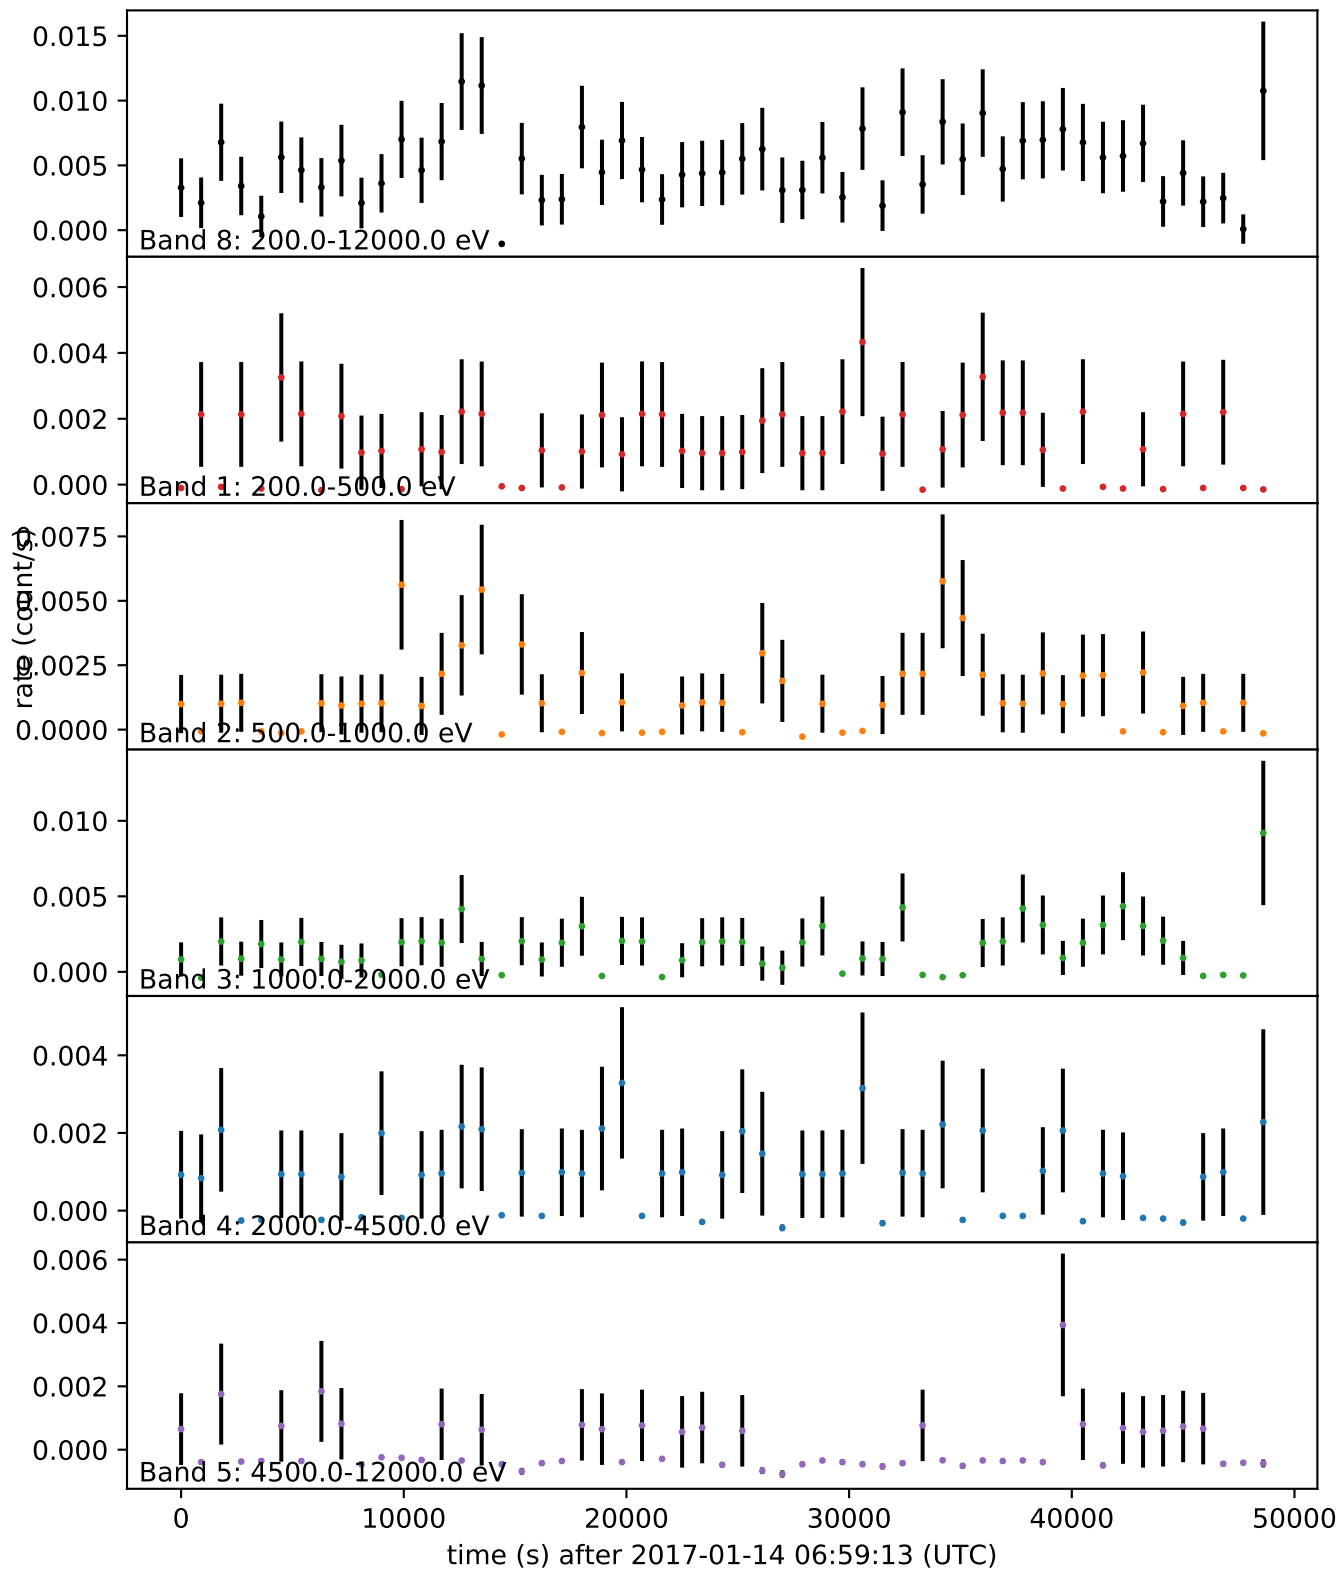 0.015
0.010
0.005
0.000
Band 8: 200.0-12000.0 eV
0.006
0.004
0.002
0.000
Band 1: 200.0-500.0 eV
rate (count/s)
0.0075
0.0050
0.0025
0.0000
Band 2: 500.0-1000.0 eV
0.010
0.005
0.000
Band 3: 1000.0-2000.0 eV
0.004
0.002
0.000
Band 4: 2000.0-4500.0 eV
0.006
0.004
0.002
0.000
Band 5: 4500.0-12000.0 eV
0 10000 20000 30000 40000 50000
time (s) after 2017-01-14 06:59:13 (UTC)